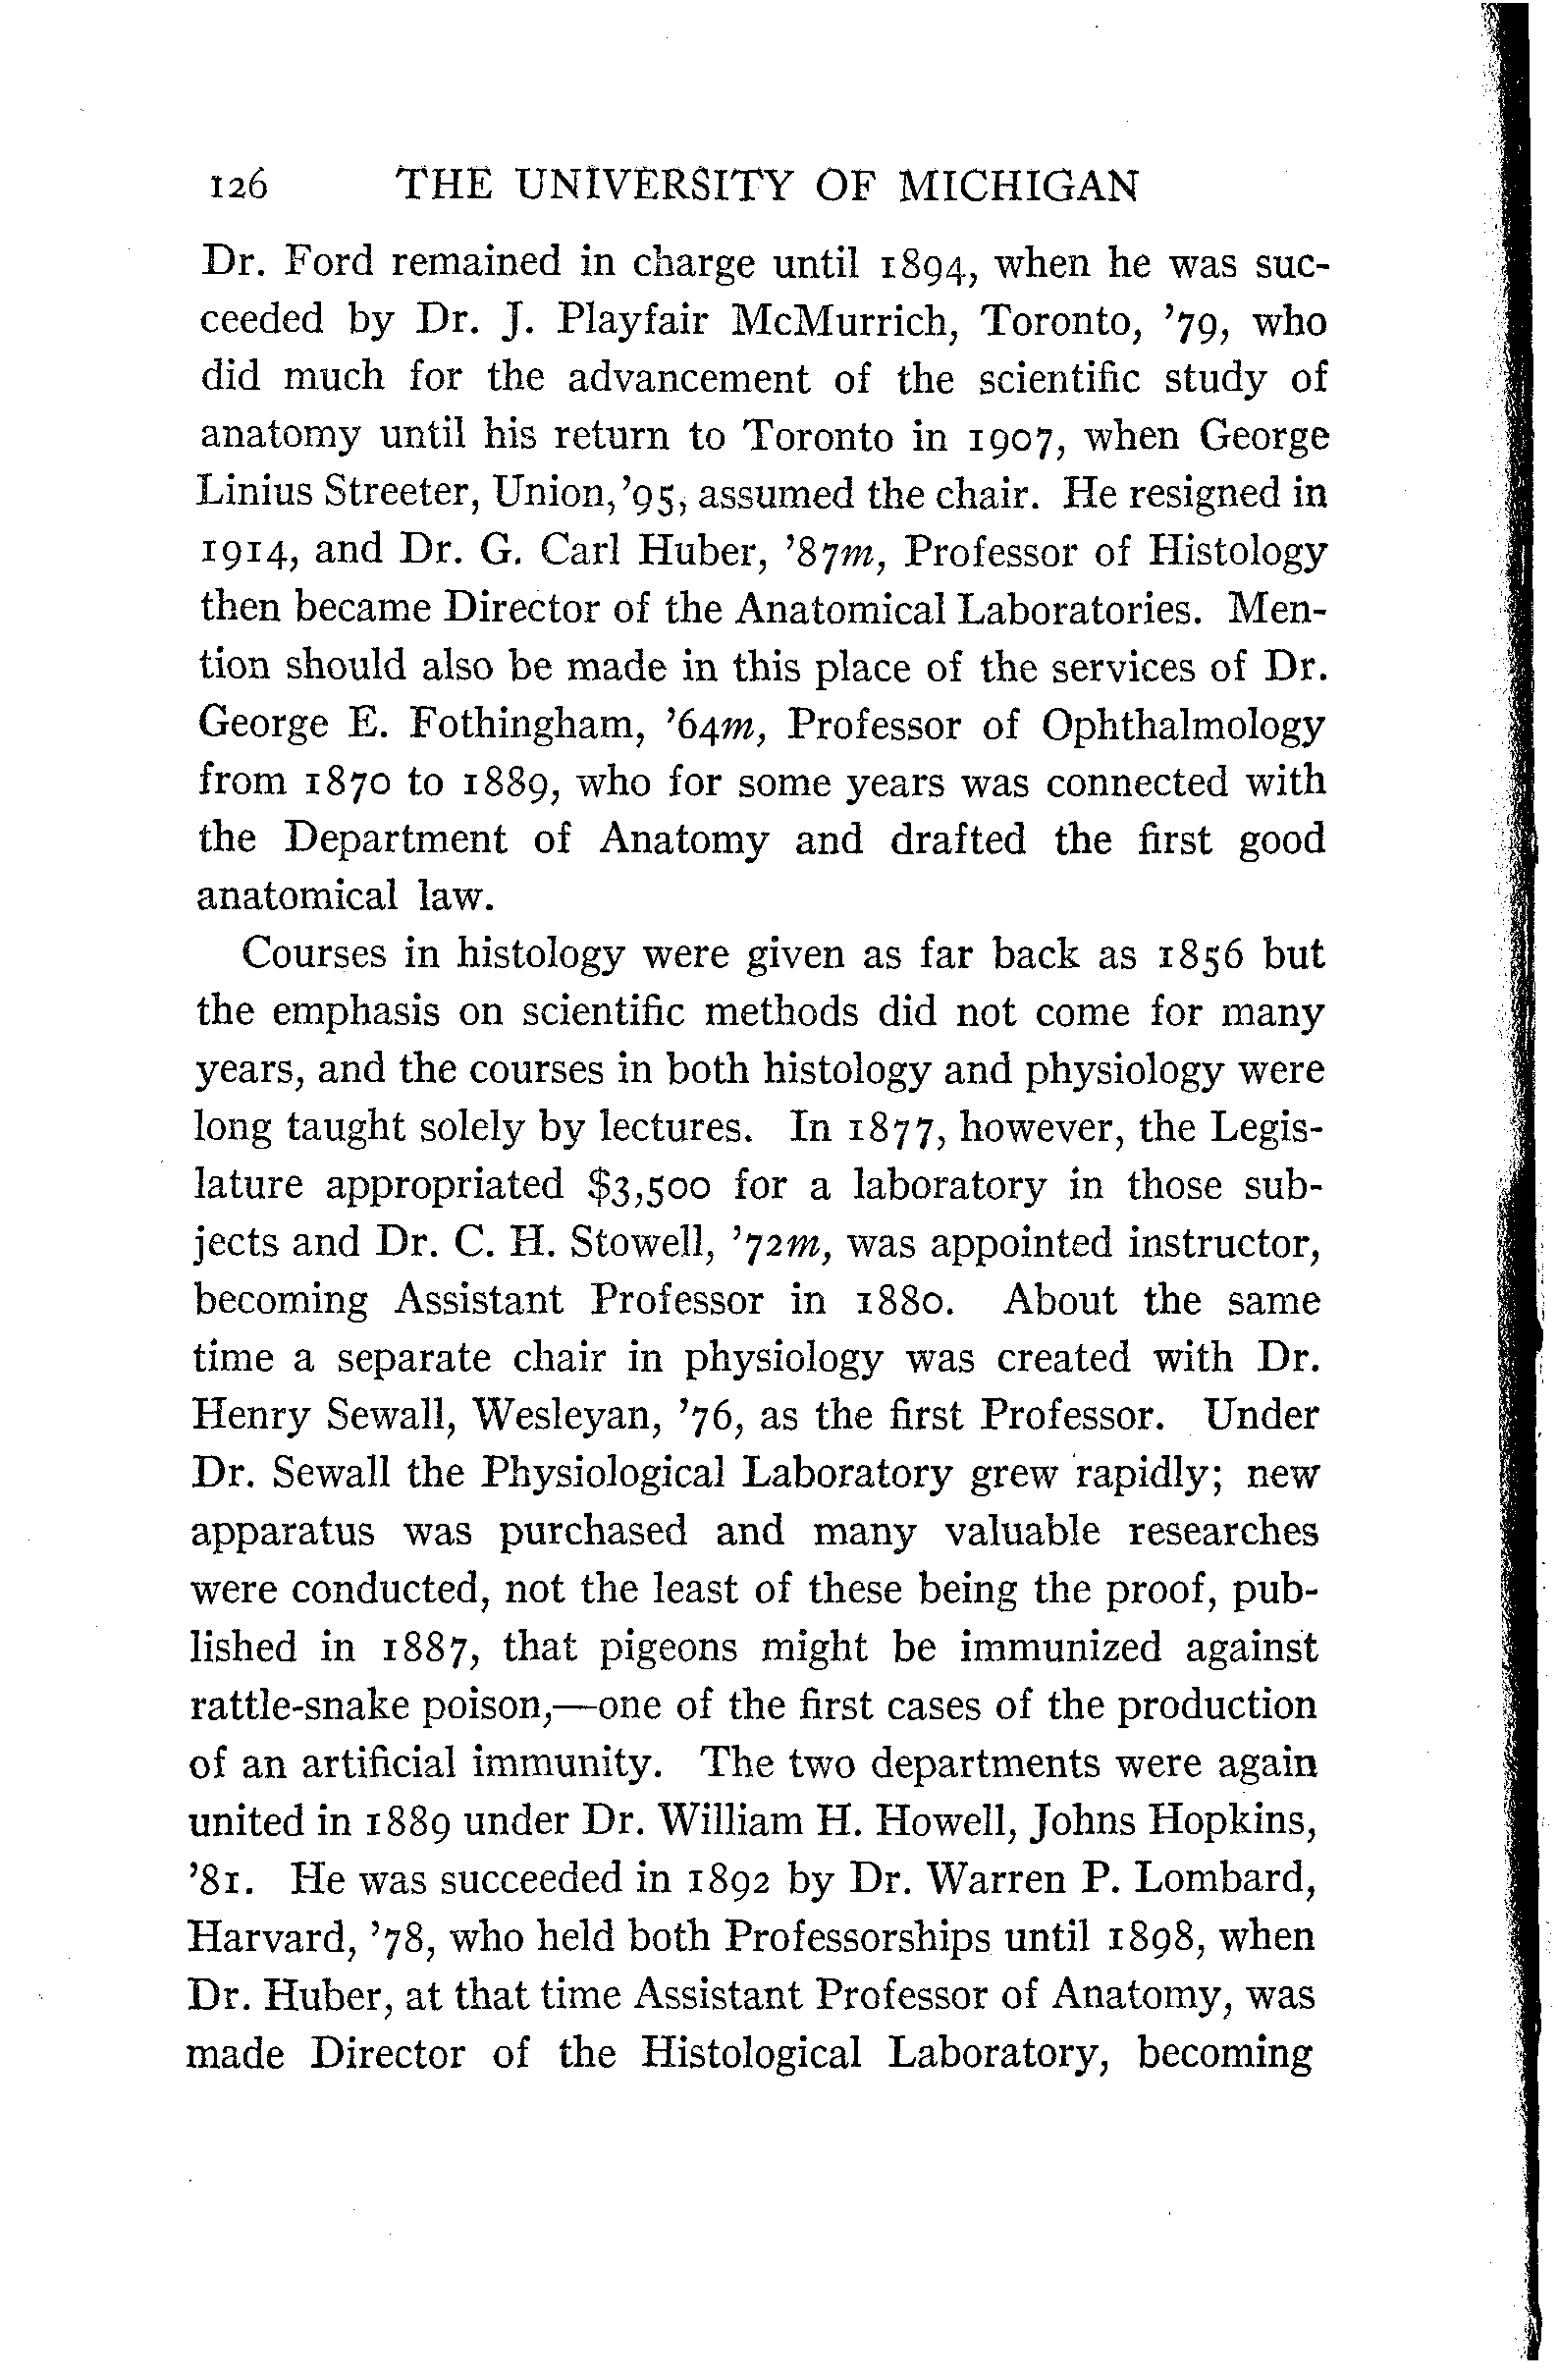 126 THE UNIVERSITY OF MICHIGAN
Dr. Ford remained in charge until 1894, when he was suc-
ceeded by Dr. J. Playfair McMurrich, Toronto, ’79, who
did much for the advancement of the scientific study of
anatomy until his return to Toronto in 1907, when George
Linius Streeter, Union, ’95, assumed the chair. He resigned in
1914, and Dr. G. Carl Huber, ’87m, Professor of Histology
then became Director of the Anatomical Laboratories. Men-
tion should also be made in this place of the services of Dr.
George E. Fothingham, ’64m, Professor of Ophthalmology
from 1870 to 1889, who for some years was connected with
the Department of Anatomy and drafted the first good
anatomical law.
Courses in histology were given as far back as 1856 but
the emphasis on scientific methods did not come for many
years, and the courses in both histology and physiology were
long taught solely by lectures. In 1877, however, the Legis-
lature appropriated $3,500 for a laboratory in those sub-
jects and Dr. C. H. Stowell, ’72m, was appointed instructor,
becoming Assistant Professor in 1880. About the same
time a separate chair in physiology was created with Dr.
Henry Sewall, Wesleyan, ’76, as the first Professor. Under
Dr. Sewall the Physiological Laboratory grew rapidly; new
apparatus was purchased and many valuable researches
were conducted, not the least of these being the proof, pub-
lished in 1887, that pigeons might be immunized against
rattle-snake poison,—one of the first cases of the production
of an artificial immunity. The two departments were again
united in 1889 under Dr. William H. Howell, Johns Hopkins,
’81. He was succeeded in 1892 by Dr. Warren P. Lombard,
Harvard, ’78, who held both Professorships until 1898, when
Dr. Huber, at that time Assistant Professor of Anatomy, was
made Director of the Histological Laboratory, becoming